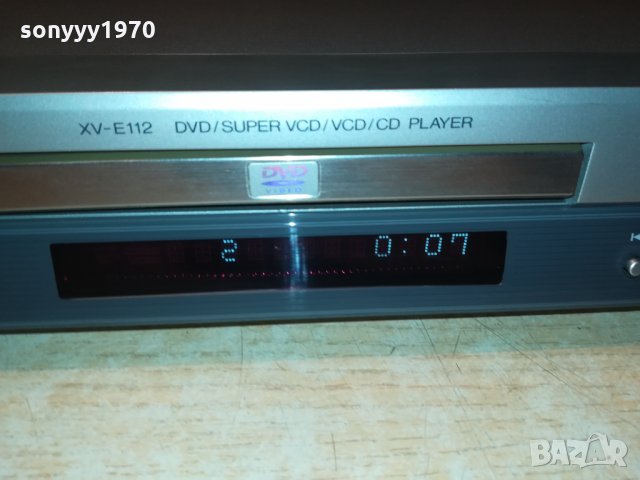 sonyyy1970
XV-E112 DVD/SUPER VCD/VCD/CD PLAYER
DVD
VIDEO
2 0:07
BAZAR